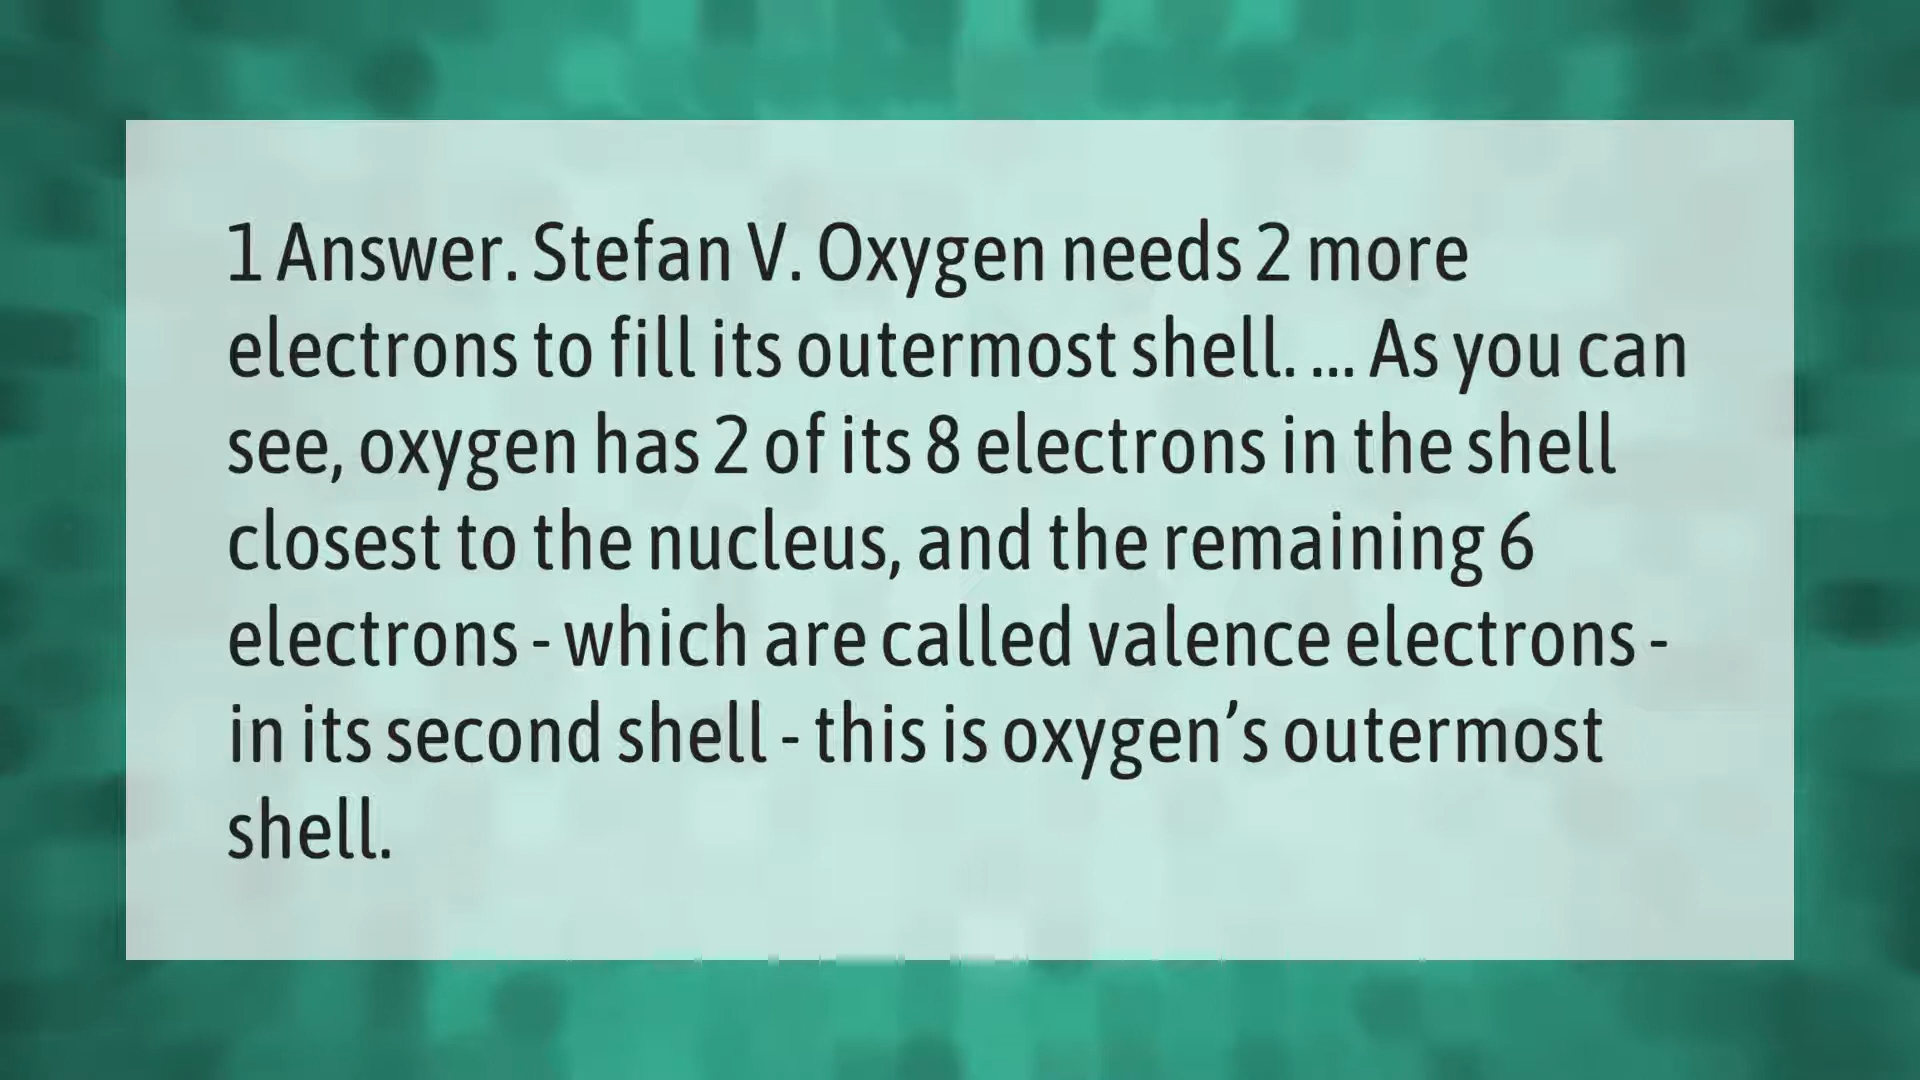 1 Answer. Stefan V. Oxygen needs 2 more
electrons to fill its outermost shell. ... As you can
see, oxygen has 2 of its 8 electrons in the shell
closest to the nucleus, and the remaining 6
electrons - which are called valence electrons -
in its second shell - this is oxygen’s outermost
shell.